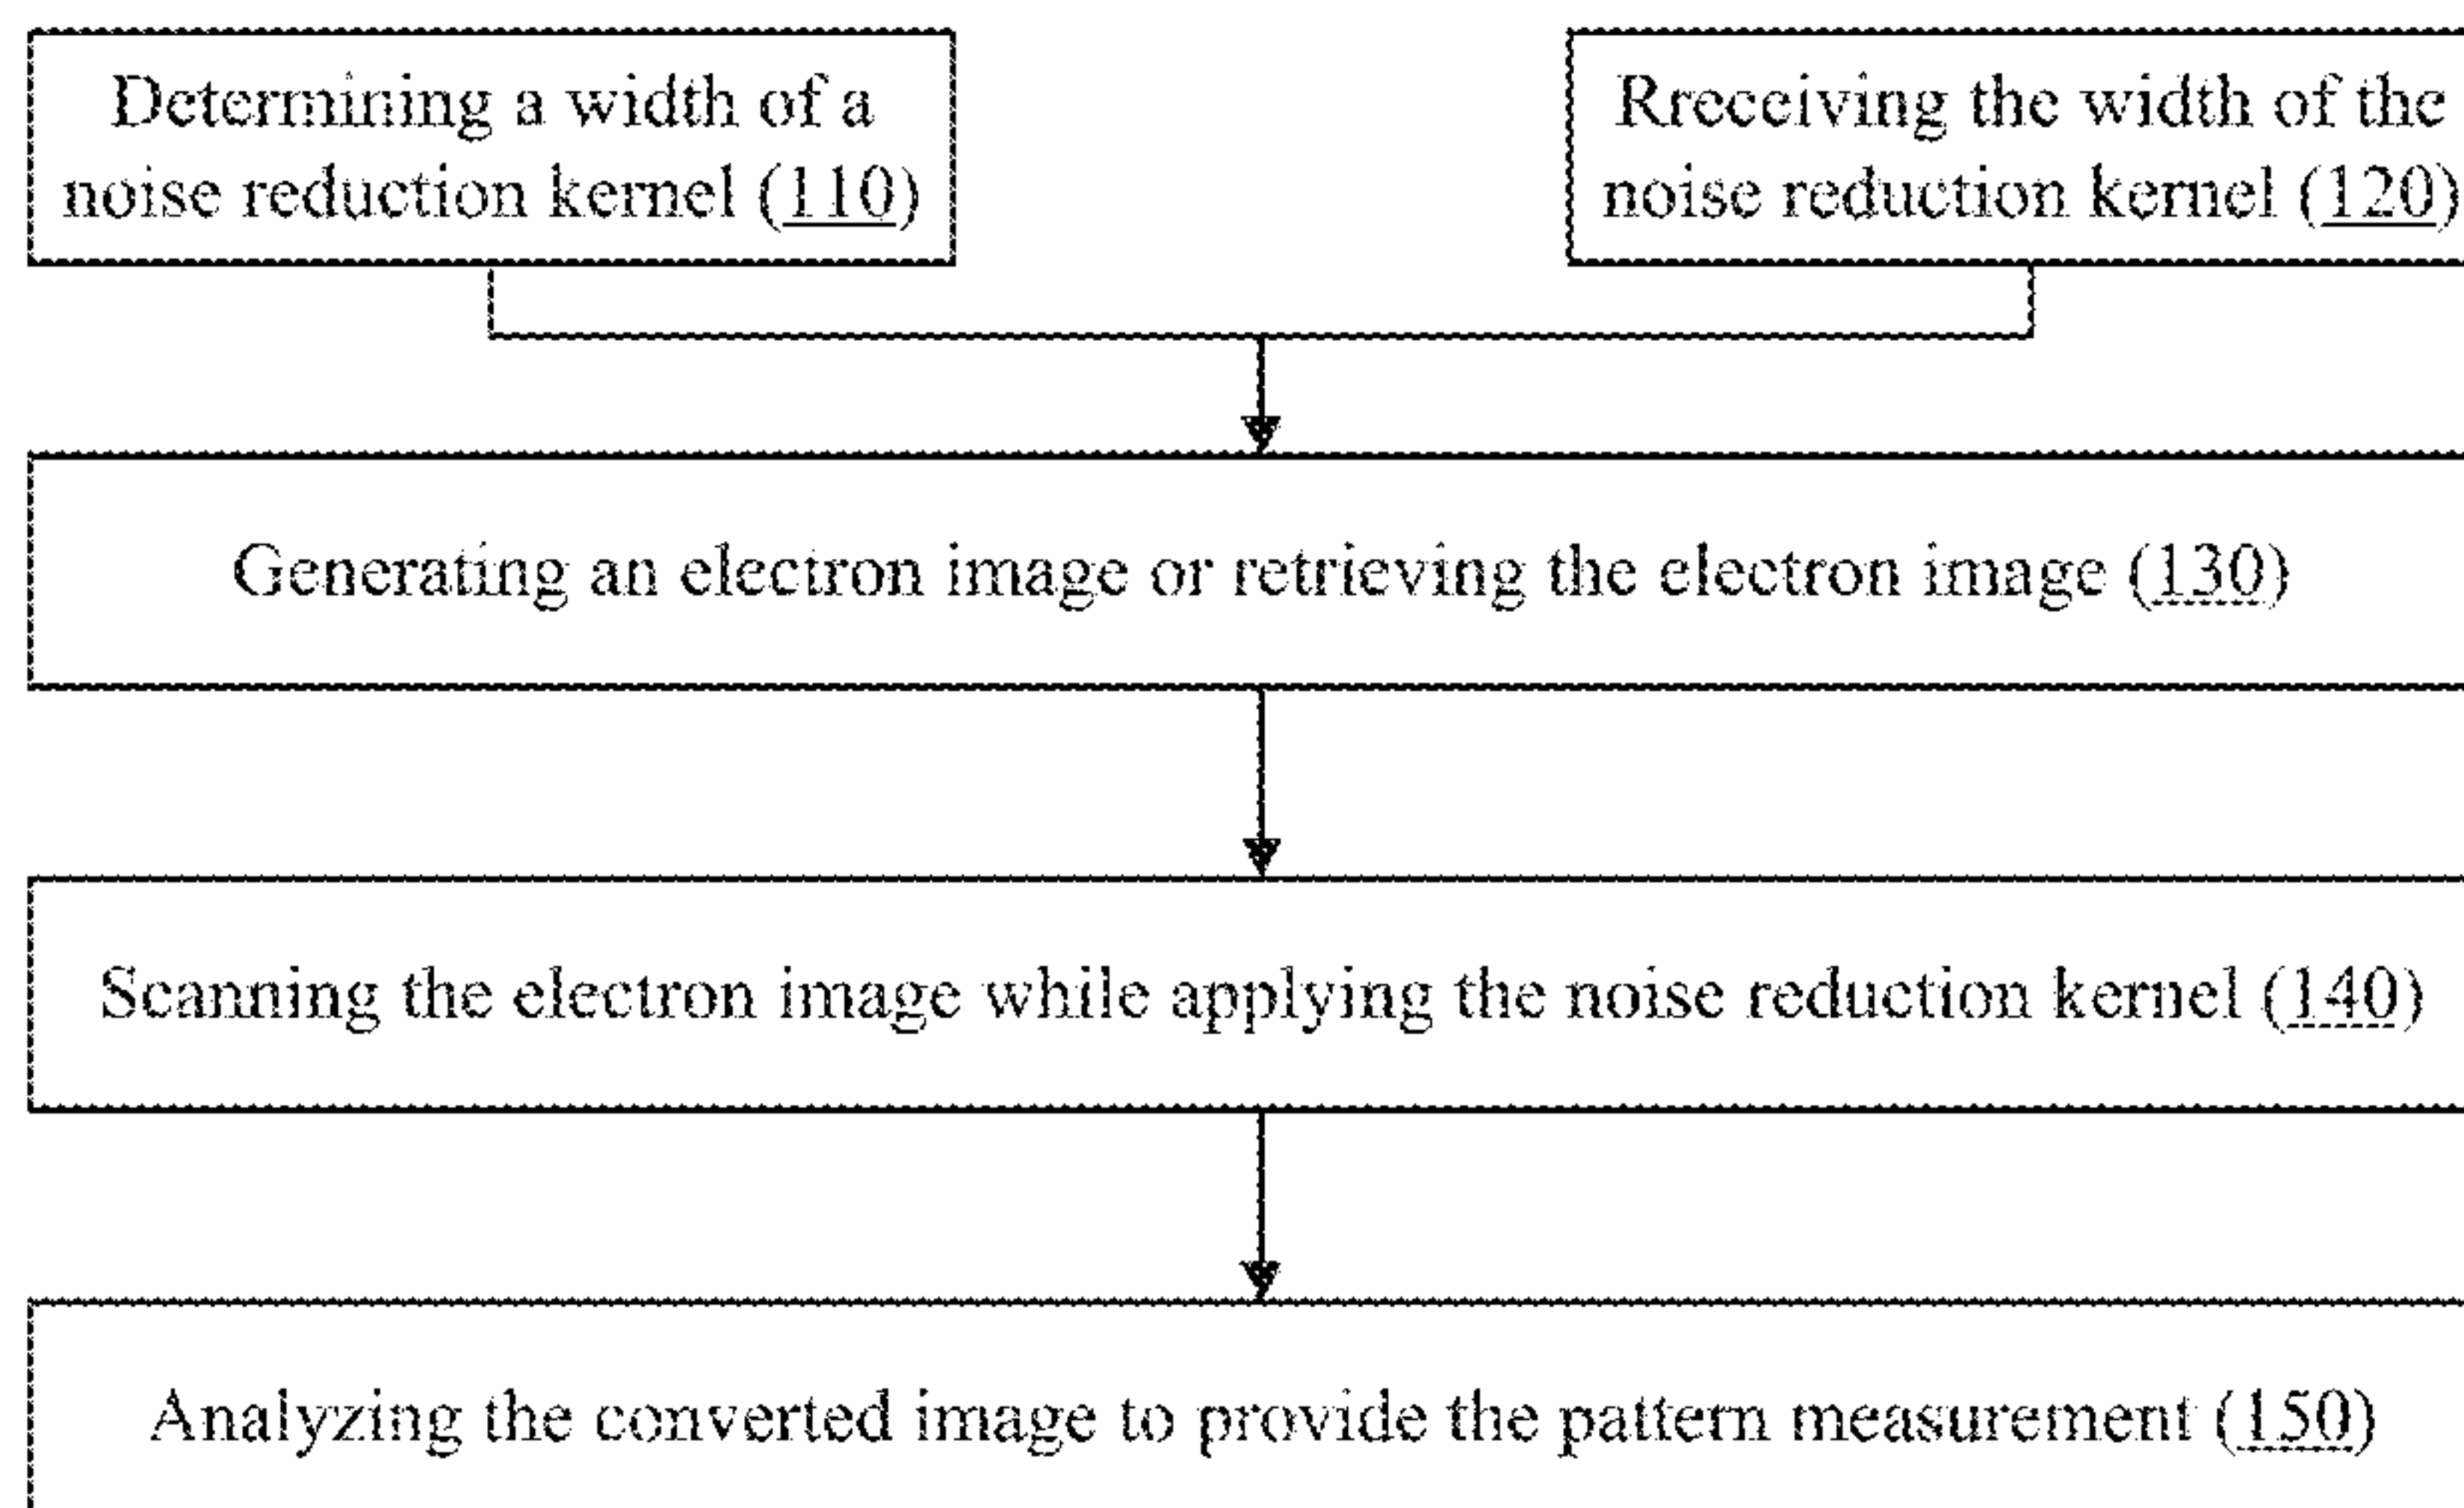 Determining a width of a
noise reduction kernel (110)
Rreceiving the width of the
noise reduction kernel (120)
Generating an electron image or retrieving the electron image (130)
Scanning the electron image while applying the noise reduction kernel (140)
Analyzing the converted image to provide the pattern measurement (150)